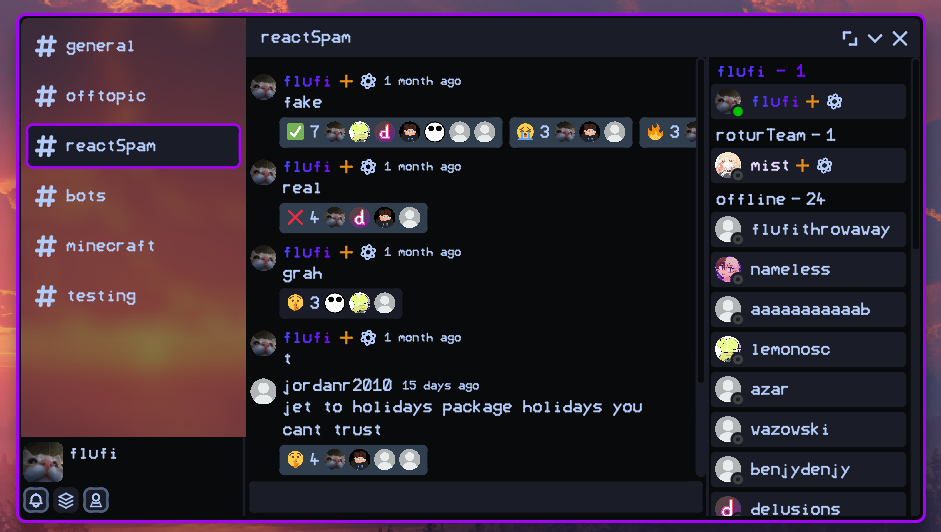 # general
# offtopic
# reactSpam
# bots
# minecraft
# testing
flufi
reactSpam
flufi 1 month ago
fake
7 3 3
flufi 1 month ago
real
4
flufi 1 month ago
grah
3
flufi 1 month ago
t
jordanr2010 15 days ago
jet to holidays package holidays you
cant trust
4
flufi - 1
flufi
roturTeam - 1
mist
offline - 24
flufithrowaway
nameless
aaaaaaaaaaab
lemonosc
azar
wazowski
benjydenjy
delusions